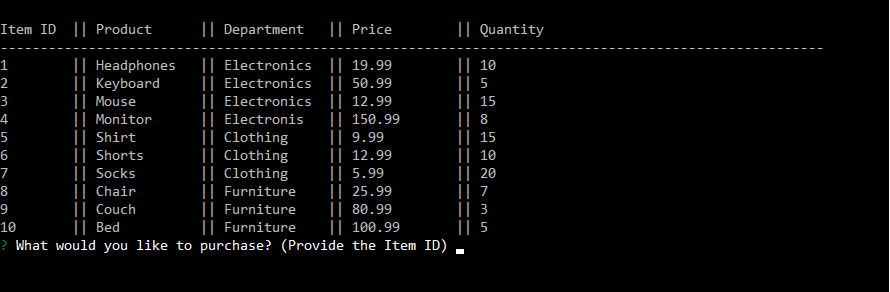 Item ID || Product || Department || Price || Quantity
-------------------------------------------------------------------------------------------------------
1 || Headphones || Electronics || 19.99 || 10
2 || Keyboard || Electronics || 50.99 || 5
3 || Mouse || Electronics || 12.99 || 15
4 || Monitor || Electronis || 150.99 || 8
5 || Shirt || Clothing || 9.99 || 15
6 || Shorts || Clothing || 12.99 || 10
7 || Socks || Clothing || 5.99 || 20
8 || Chair || Furniture || 25.99 || 7
9 || Couch || Furniture || 80.99 || 3
10 || Bed || Furniture || 100.99 || 5
? What would you like to purchase? (Provide the Item ID)